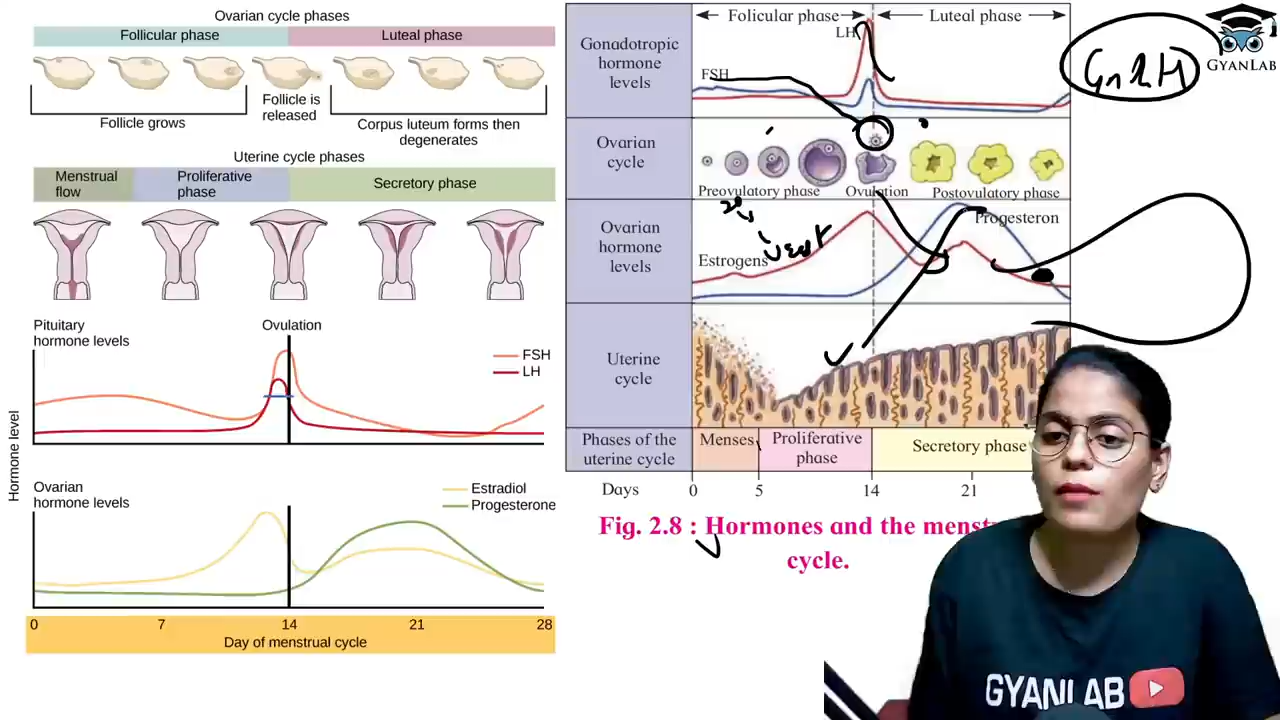 Ovarian cycle phases
Follicular phase
Luteal phase
Follicle grows
Follicle is
released
Corpus luteum forms then
degenerates
Uterine cycle phases
Menstrual
flow
Proliferative
phase
Secretory phase
Pituitary
hormone levels
Ovulation
FSH
LH
Hormone level
Ovarian
hormone levels
Estradiol
Progesterone
0
7
14
21
28
Day of menstrual cycle
Gonadotropic
hormone
levels
Folicular phase
Luteal phase
LH
FSH
Ovarian
cycle
Preovulatory phase
Ovulation
Postovulatory phase
Ovarian
hormone
levels
Estrogens
Progesteron
Uterine
cycle
Phases of the
uterine cycle
Menses
Proliferative
phase
Secretory phase
Days
0
5
14
21
Fig. 2.8 : Hormones and the menst
cycle.
GnRH
GYANLAB
GYANLAB